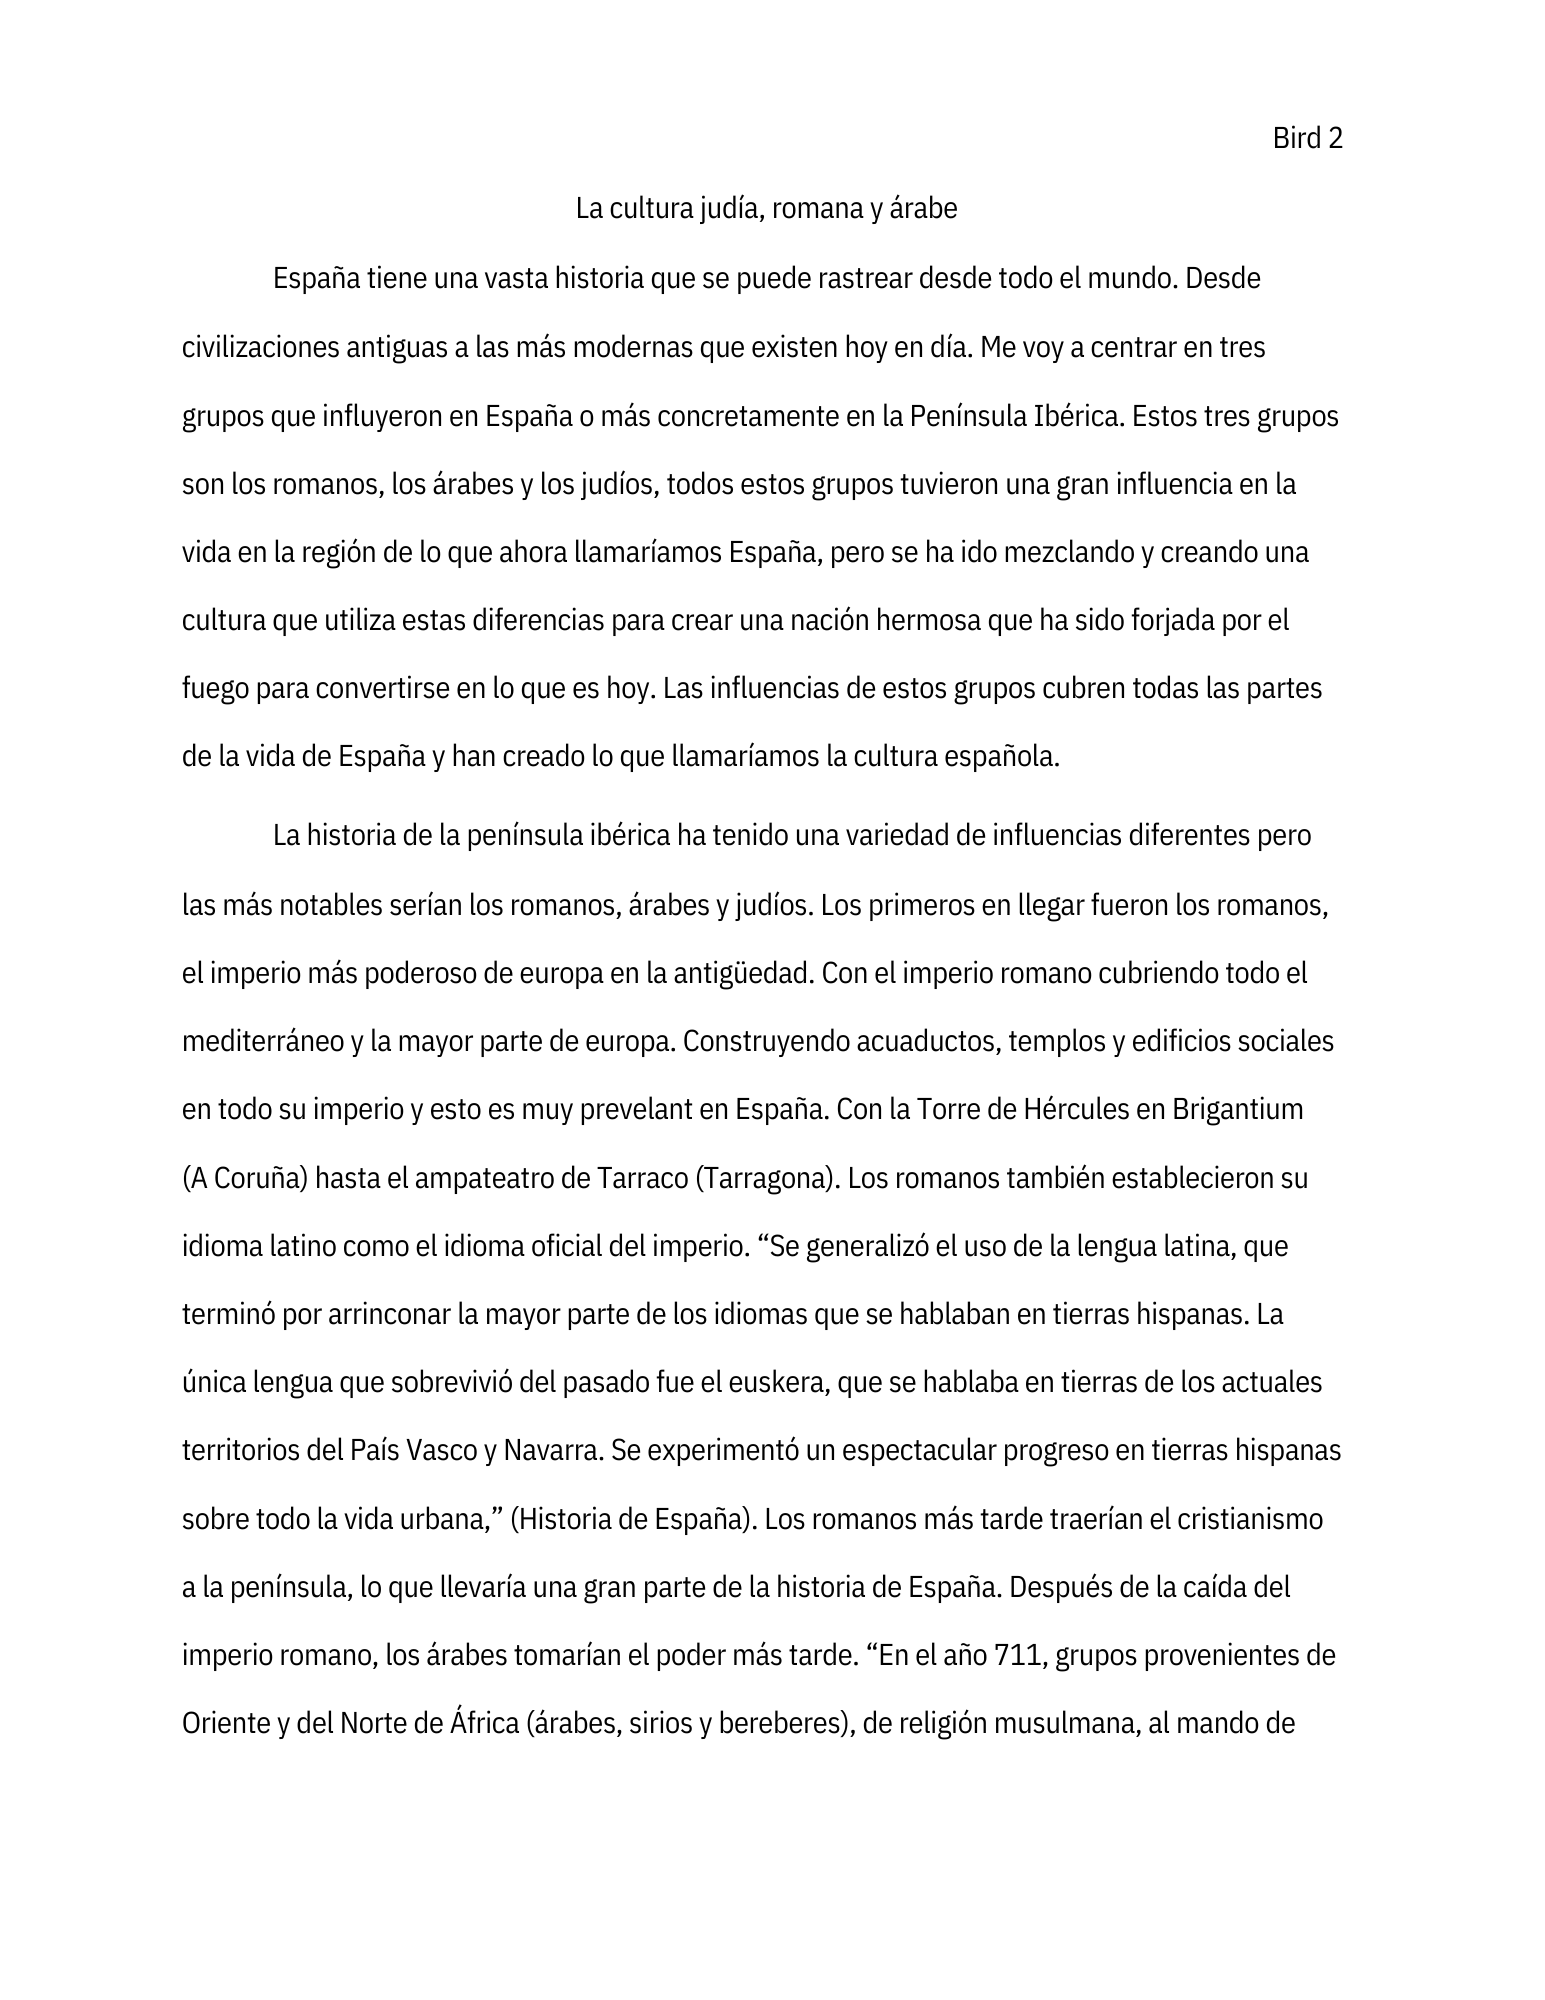 Bird 2
La cultura judía, romana y árabe
España tiene una vasta historia que se puede rastrear desde todo el mundo. Desde
civilizaciones antiguas a las más modernas que existen hoy en día. Me voy a centrar en tres
grupos que influyeron en España o más concretamente en la Península Ibérica. Estos tres grupos
son los romanos, los árabes y los judíos, todos estos grupos tuvieron una gran influencia en la
vida en la región de lo que ahora llamaríamos España, pero se ha ido mezclando y creando una
cultura que utiliza estas diferencias para crear una nación hermosa que ha sido forjada por el
fuego para convertirse en lo que es hoy. Las influencias de estos grupos cubren todas las partes
de la vida de España y han creado lo que llamaríamos la cultura española.
La historia de la península ibérica ha tenido una variedad de influencias diferentes pero
las más notables serían los romanos, árabes y judíos. Los primeros en llegar fueron los romanos,
el imperio más poderoso de europa en la antigüedad. Con el imperio romano cubriendo todo el
mediterráneo y la mayor parte de europa. Construyendo acuaductos, templos y edificios sociales
en todo su imperio y esto es muy prevelant en España. Con la Torre de Hércules en Brigantium
(A Coruña) hasta el ampateatro de Tarraco (Tarragona). Los romanos también establecieron su
idioma latino como el idioma oficial del imperio. “Se generalizó el uso de la lengua latina, que
terminó por arrinconar la mayor parte de los idiomas que se hablaban en tierras hispanas. La
única lengua que sobrevivió del pasado fue el euskera, que se hablaba en tierras de los actuales
territorios del País Vasco y Navarra. Se experimentó un espectacular progreso en tierras hispanas
sobre todo la vida urbana,” (Historia de España). Los romanos más tarde traerían el cristianismo
a la península, lo que llevaría una gran parte de la historia de España. Después de la caída del
imperio romano, los árabes tomarían el poder más tarde. “En el año 711, grupos provenientes de
Oriente y del Norte de África (árabes, sirios y bereberes), de religión musulmana, al mando de